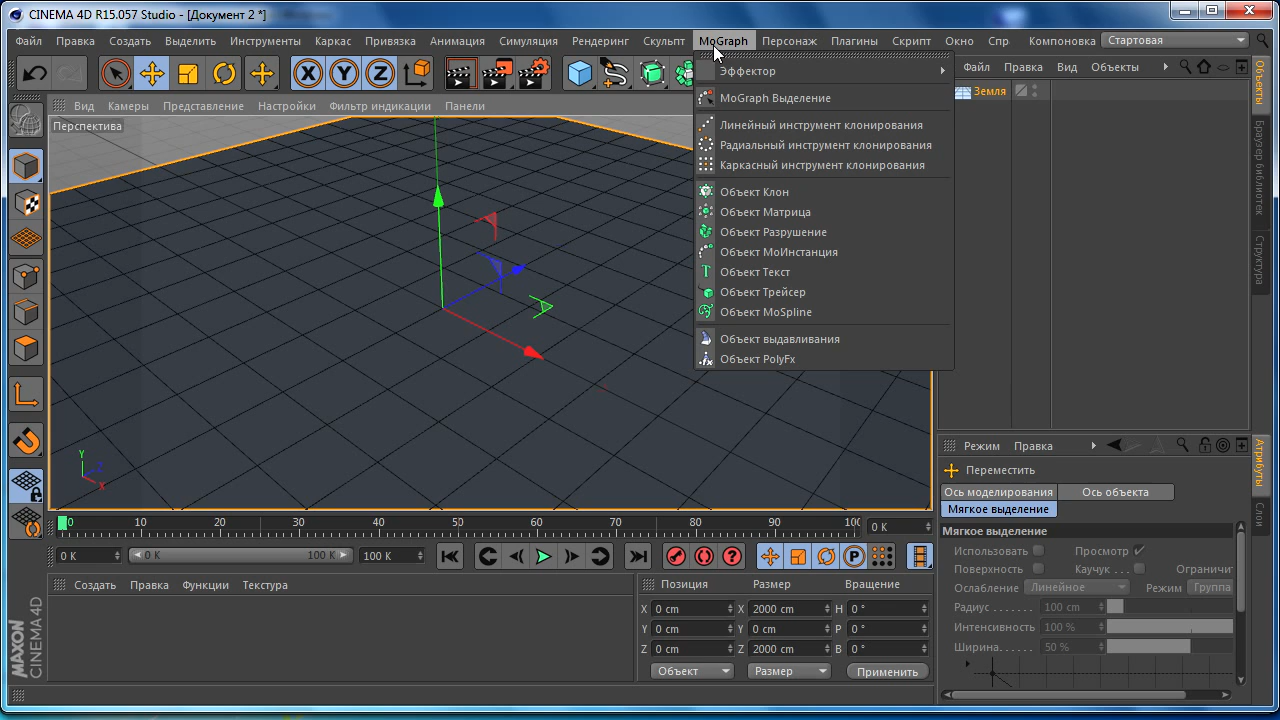 CINEMA 4D R15.057 Studio - [Документ 2 *]
Файл Правка Создать Выделить Инструменты Каркас Привязка Анимация Симуляция Рендеринг Скульпт MoGraph Персонаж Плагины Скрипт Окно Спр Компоновка Стартовая
X Y Z
Вид Камеры Представление Настройки Фильтр индикации Панели
Перспектива
Эффектор
MoGraph Выделение
Линейный инструмент клонирования
Радиальный инструмент клонирования
Каркасный инструмент клонирования
Объект Клон
Объект Матрица
Объект Разрушение
Объект МоИнстанция
Объект Текст
Объект Трейсер
Объект MoSpline
Объект выдавливания
Объект PolyFx
Файл Правка Вид Объекты
Земля
Объекты
Браузер библиотек
Структура
Y
Z
X
0 10 20 30 40 50 60 70 80 90 100
0 K
0 K 0 K 100 K 100 K
P
Создать Правка Функции Текстура
Позиция Размер Вращение
X 0 cm X 2000 cm H 0 °
Y 0 cm Y 0 cm P 0 °
Z 0 cm Z 2000 cm B 0 °
Объект Размер Применить
MAXON
CINEMA 4D
Режим Правка
Переместить
Ось моделирования Ось объекта
Мягкое выделение
Мягкое выделение
Использовать Просмотр
Поверхность Каучук . . . Ограничит
Ослабление Линейное Режим Группа
Радиус . . . . . . . 100 cm
Интенсивность 100 %
Ширина. . . . . . 50 %
Атрибуты
Слои